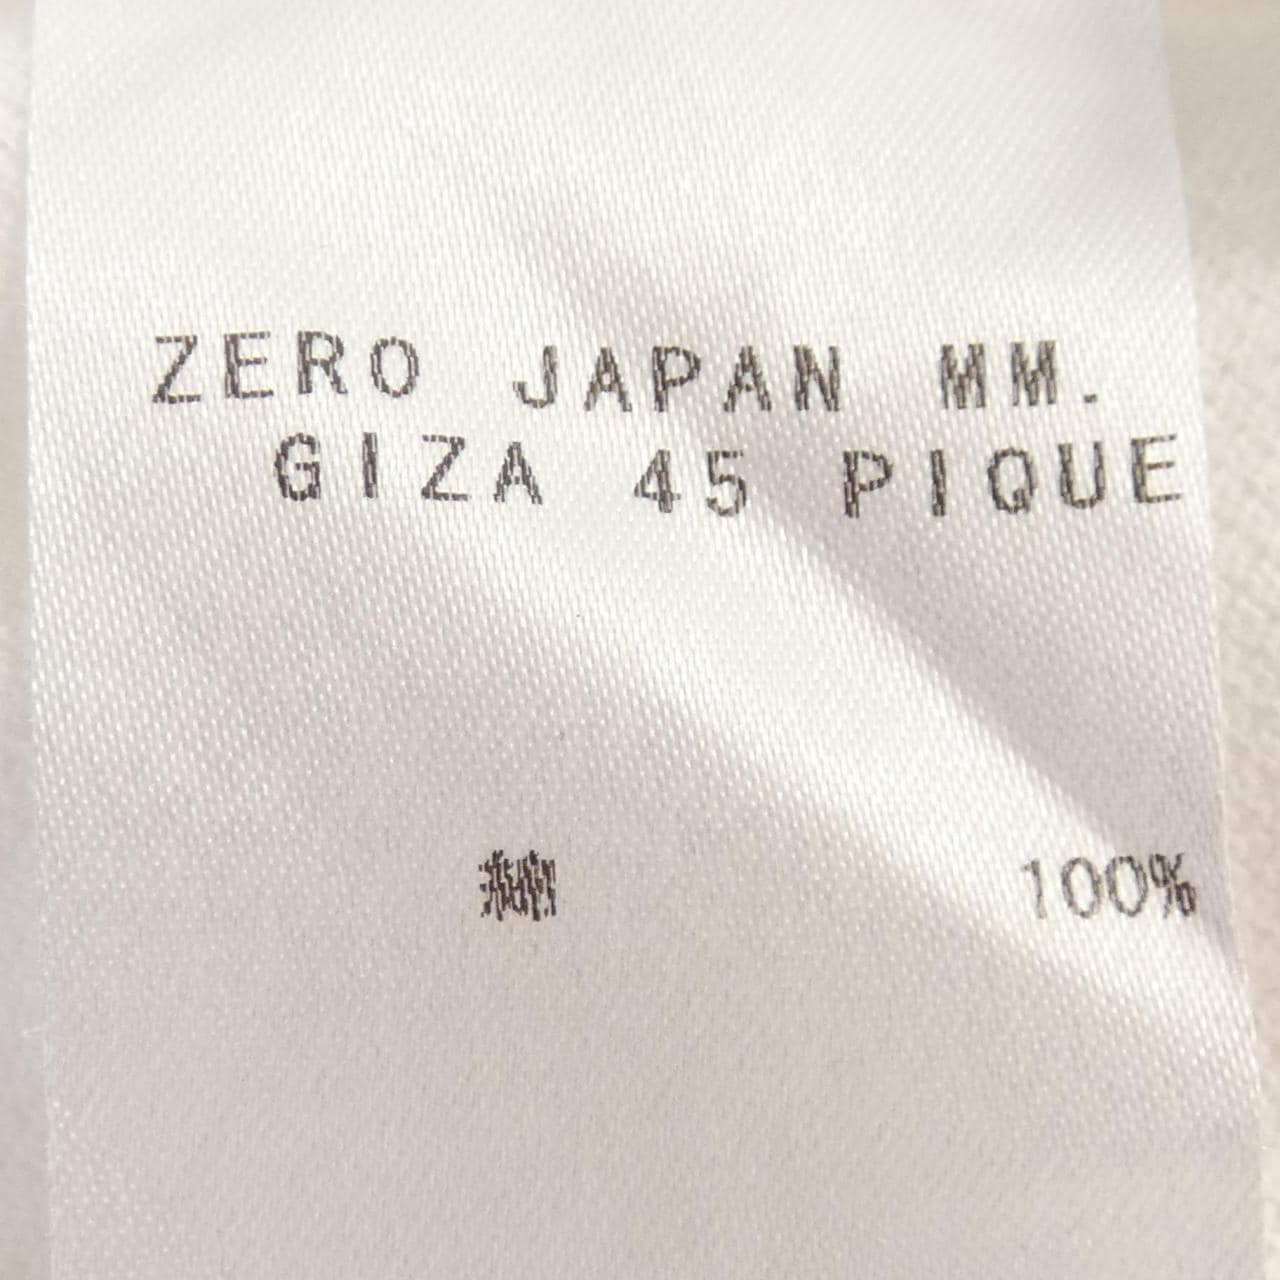 ZERO JAPAN MM.
GIZA 45 PIQUE
綿 100%